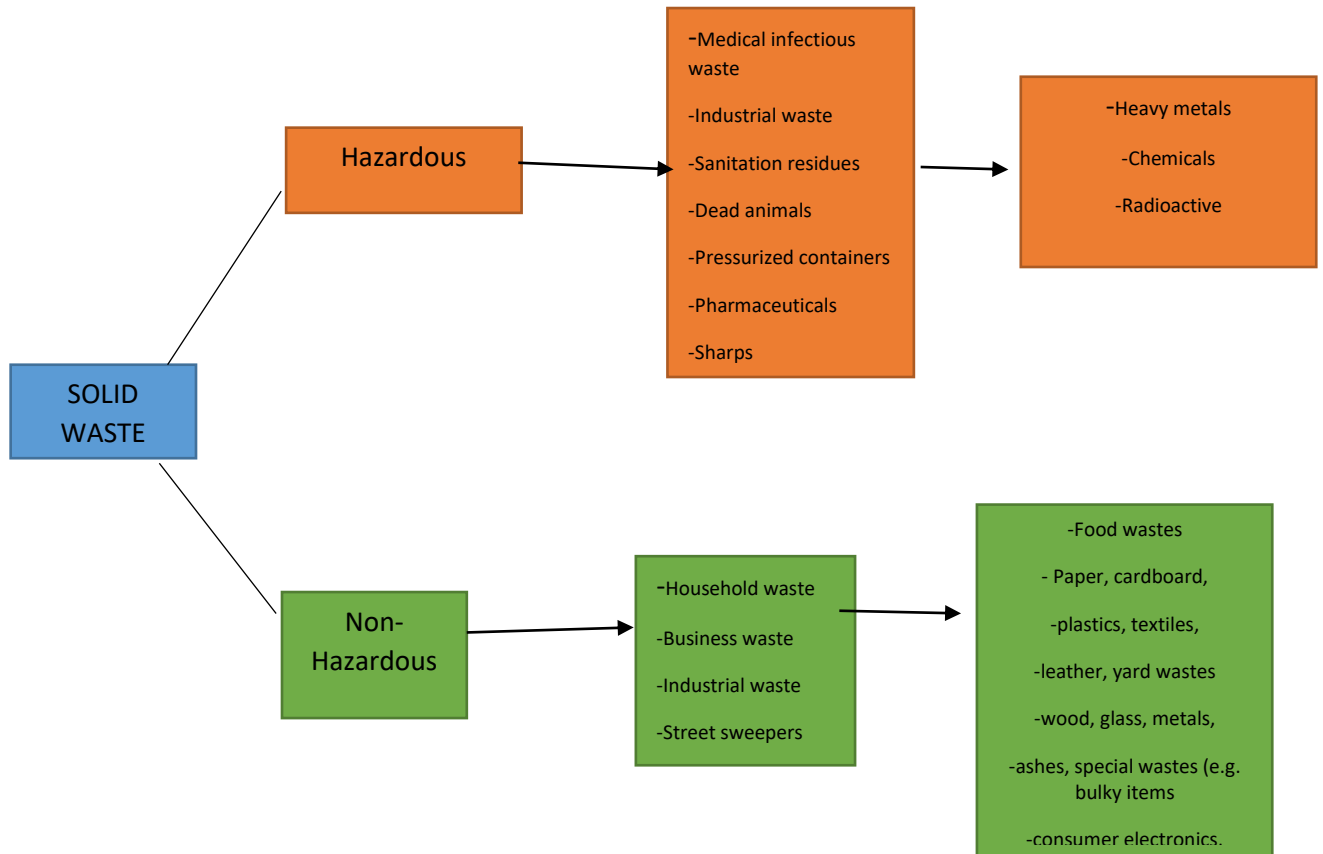 SOLID
WASTE
Hazardous
-Medical infectious
waste
-Industrial waste
-Sanitation residues
-Dead animals
-Pressurized containers
-Pharmaceuticals
-Sharps
-Heavy metals
-Chemicals
-Radioactive
Non-
Hazardous
-Household waste
-Business waste
-Industrial waste
-Street sweepers
-Food wastes
- Paper, cardboard,
-plastics, textiles,
-leather, yard wastes
-wood, glass, metals,
-ashes, special wastes (e.g.
bulky items
-consumer electronics.